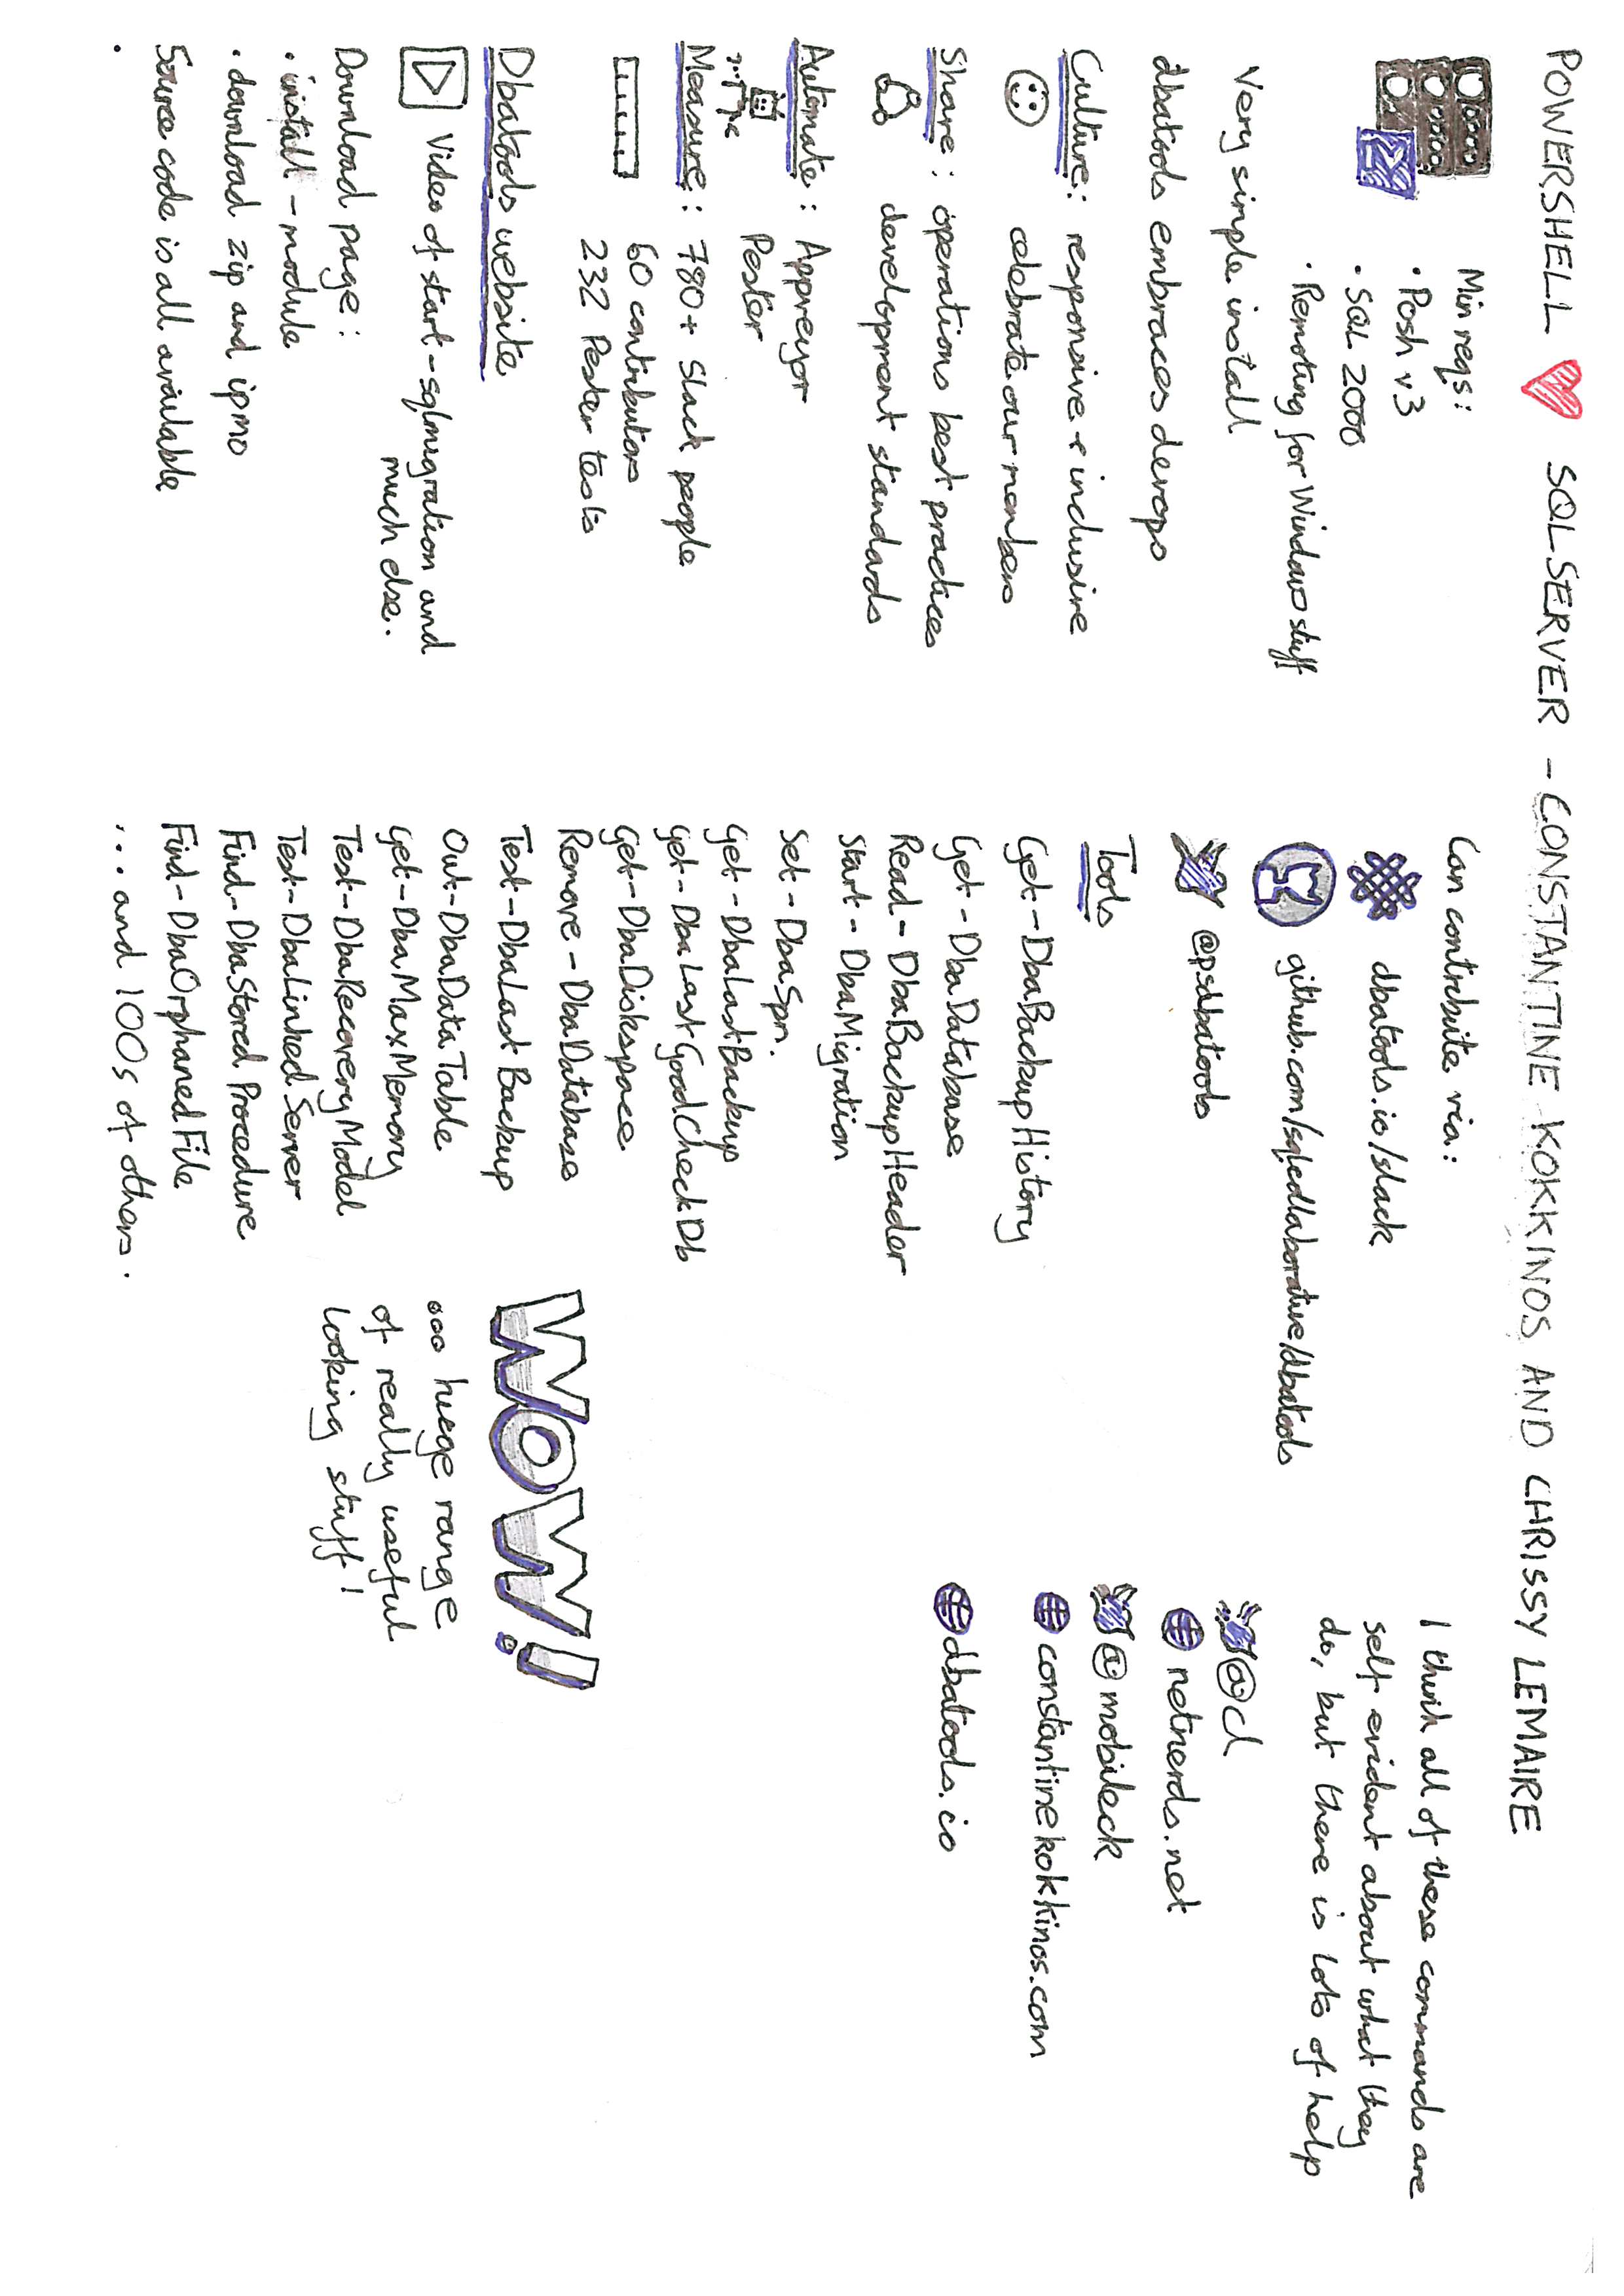 POWERSHELL ❤ SQLSERVER - CONSTANTINE KOKKINOS AND CHRISSY LEMAIRE
Min reqs:
• Posh v3
• SQL 2000
• Remoting for Windows stuff
Very simple install
dbatools embraces devops
Culture: responsive + inclusive
celebrate our members
Share: operations best practices
development standards
Automate: Appveyor
Pester
Measure: 780+ Slack people
60 contributors
232 Pester tests
Dbatools website
Video of start-sqlmigration and
much else.
Download page:
• install-module
• download zip and ipmo
Source code is all available
•
Can contribute via:
dbatools.io/slack
github.com/sqlcollaborative/dbatools
@psdbatools
Tools
Get-DbaBackupHistory
Get-DbaDatabase
Read-DbaBackupHeader
Start-DbaMigration
Set-DbaSpn.
Get-DbaLastBackup
Get-DbaLastGoodCheckDb
Get-DbaDiskspace
Remove-DbaDatabase
Test-DbaLastBackup
Out-DbaDataTable
Get-DbaMaxMemory
Test-DbaRecoveryModel
Test-DbaLinkedServer
Find-DbaStoredProcedure
Find-DbaOrphanedFile
... and 100s of others.
WOW!
... huge range
of really useful
looking stuff!
I think all of these commands are
self evident about what they
do, but there is lots of help
@cl
netnerds.net
@mobileck
constantinekokkinos.com
dbatools.io